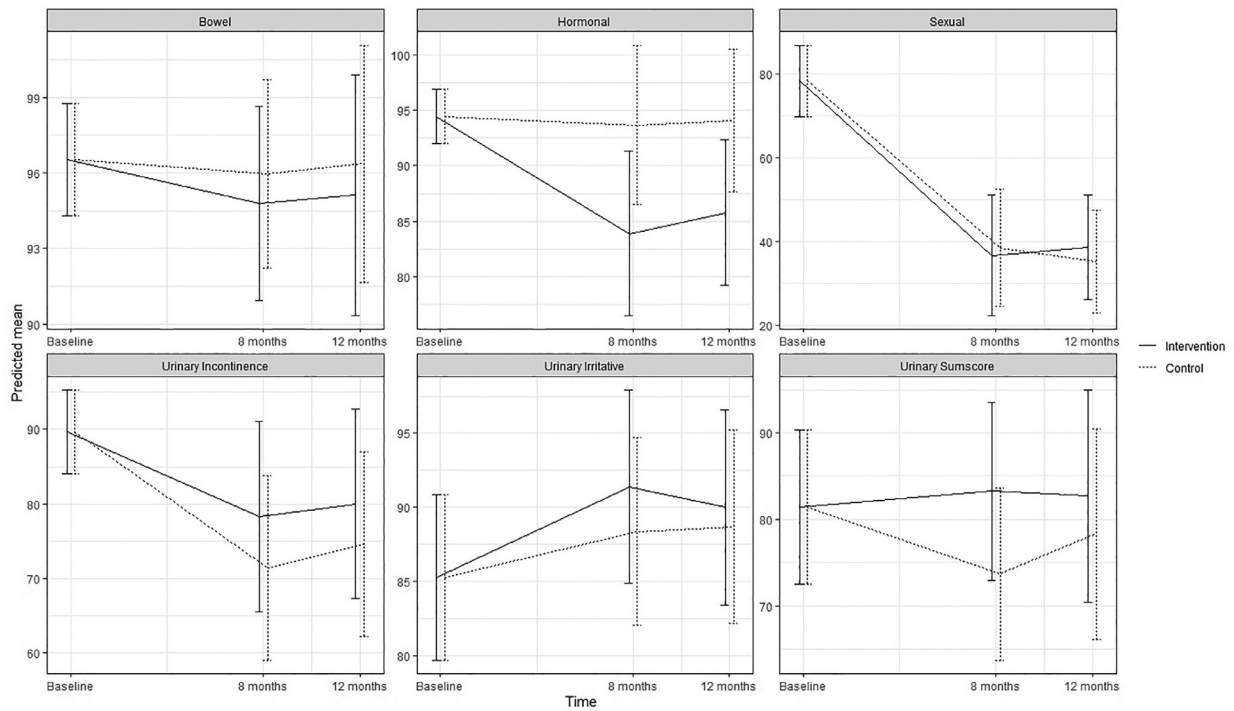 Bowel
Hormonal
Sexual
99
96
93
90
100
95
90
85
80
80
60
40
20
Baseline 8 months 12 months
Baseline 8 months 12 months
Baseline 8 months 12 months
Predicted mean
Intervention
Control
Urinary Incontinence
Urinary Irritative
Urinary Sumscore
90
80
70
60
95
90
85
80
90
80
70
Baseline 8 months 12 months
Baseline 8 months 12 months
Baseline 8 months 12 months
Time